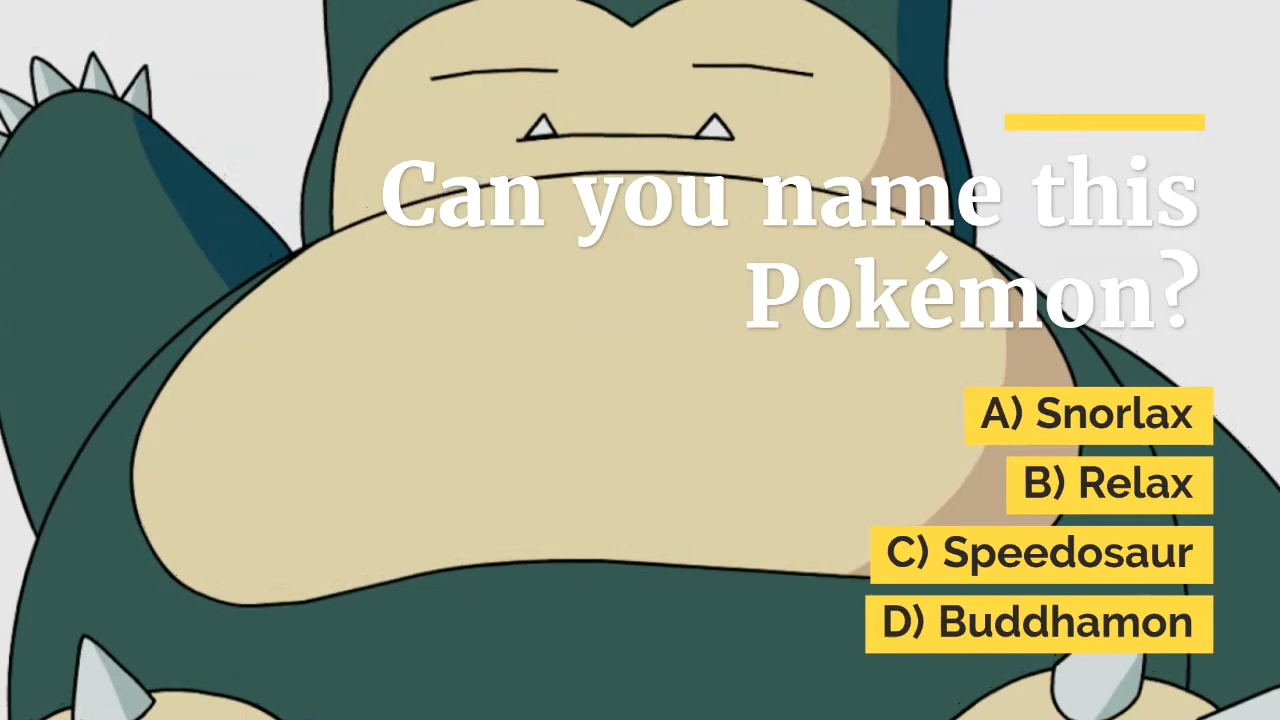 Can you name this
Pokémon?
A) Snorlax
B) Relax
C) Speedosaur
D) Buddhamon